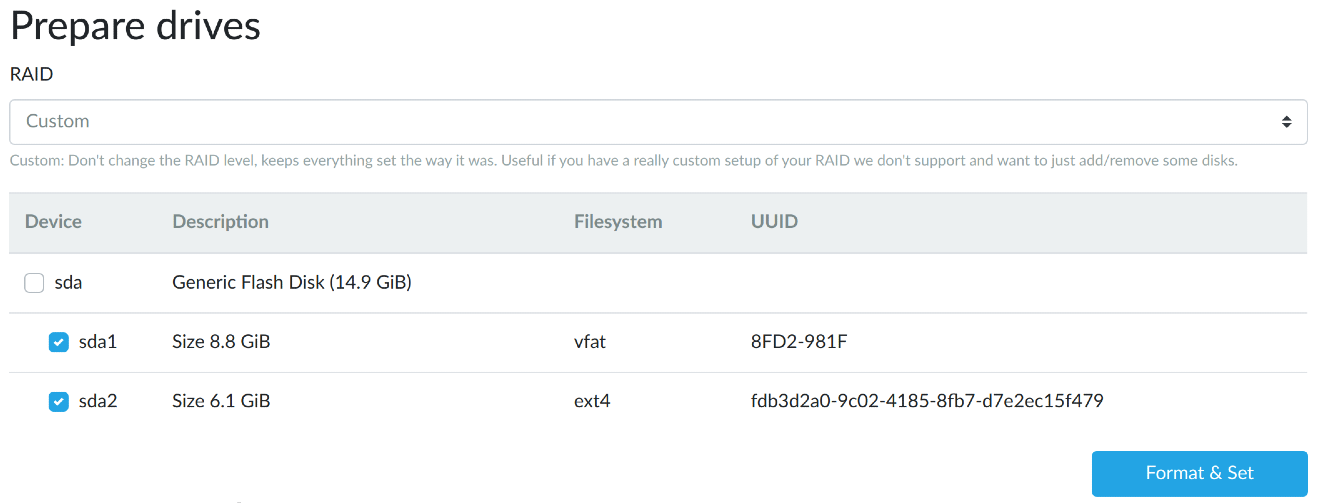 Prepare drives
RAID
Custom
Custom: Don't change the RAID level, keeps everything set the way it was. Useful if you have a really custom setup of your RAID we don't support and want to just add/remove some disks.
Device Description Filesystem UUID
sda Generic Flash Disk (14.9 GiB)
sda1 Size 8.8 GiB vfat 8FD2-981F
sda2 Size 6.1 GiB ext4 fdb3d2a0-9c02-4185-8fb7-d7e2ec15f479
Format & Set